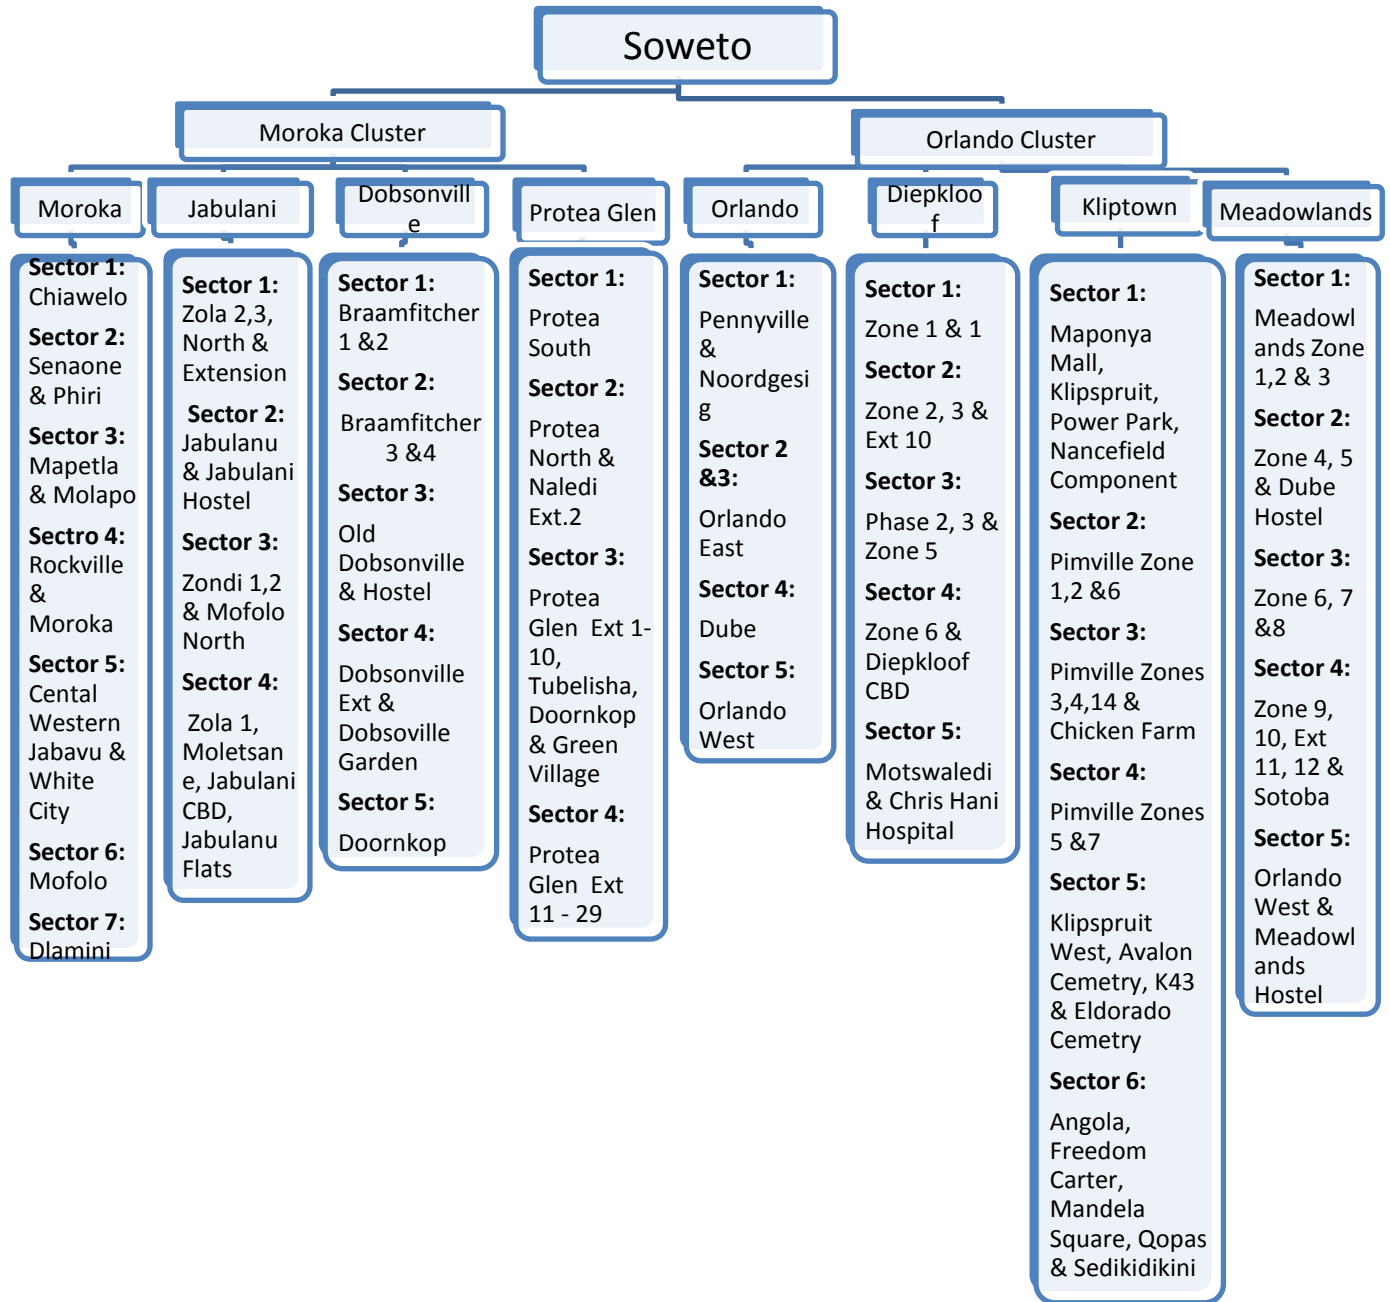 Soweto
Moroka Cluster
Orlando Cluster
Moroka
Jabulani
Dobsonvill
e
Protea Glen
Orlando
Diepkloo
f
Kliptown
Meadowlands
Sector 1:
Chiawelo
Sector 2:
Senaone
& Phiri
Sector 3:
Mapetla
& Molapo
Sectro 4:
Rockville
&
Moroka
Sector 5:
Cental
Western
Jabavu &
White
City
Sector 6:
Mofolo
Sector 7:
Dlamini
Sector 1:
Zola 2,3,
North &
Extension
Sector 2:
Jabulanu
& Jabulani
Hostel
Sector 3:
Zondi 1,2
& Mofolo
North
Sector 4:
Zola 1,
Moletsan
e, Jabulani
CBD,
Jabulanu
Flats
Sector 1:
Braamfitcher
1 &2
Sector 2:
Braamfitcher
3 &4
Sector 3:
Old
Dobsonville
& Hostel
Sector 4:
Dobsonville
Ext &
Dobsoville
Garden
Sector 5:
Doornkop
Sector 1:
Protea
South
Sector 2:
Protea
North &
Naledi
Ext.2
Sector 3:
Protea
Glen Ext 1-
10,
Tubelisha,
Doornkop
& Green
Village
Sector 4:
Protea
Glen Ext
11 - 29
Sector 1:
Pennyville
&
Noordgesi
g
Sector 2
&3:
Orlando
East
Sector 4:
Dube
Sector 5:
Orlando
West
Sector 1:
Zone 1 & 1
Sector 2:
Zone 2, 3 &
Ext 10
Sector 3:
Phase 2, 3 &
Zone 5
Sector 4:
Zone 6 &
Diepkloof
CBD
Sector 5:
Motswaledi
& Chris Hani
Hospital
Sector 1:
Maponya
Mall,
Klipspruit,
Power Park,
Nancefield
Component
Sector 2:
Pimville Zone
1,2 &6
Sector 3:
Pimville Zones
3,4,14 &
Chicken Farm
Sector 4:
Pimville Zones
5 &7
Sector 5:
Klipspruit
West, Avalon
Cemetry, K43
& Eldorado
Cemetry
Sector 6:
Angola,
Freedom
Carter,
Mandela
Square, Qopas
& Sedikidikini
Sector 1:
Meadowl
ands Zone
1,2 & 3
Sector 2:
Zone 4, 5
& Dube
Hostel
Sector 3:
Zone 6, 7
&8
Sector 4:
Zone 9,
10, Ext
11, 12 &
Sotoba
Sector 5:
Orlando
West &
Meadowl
ands
Hostel